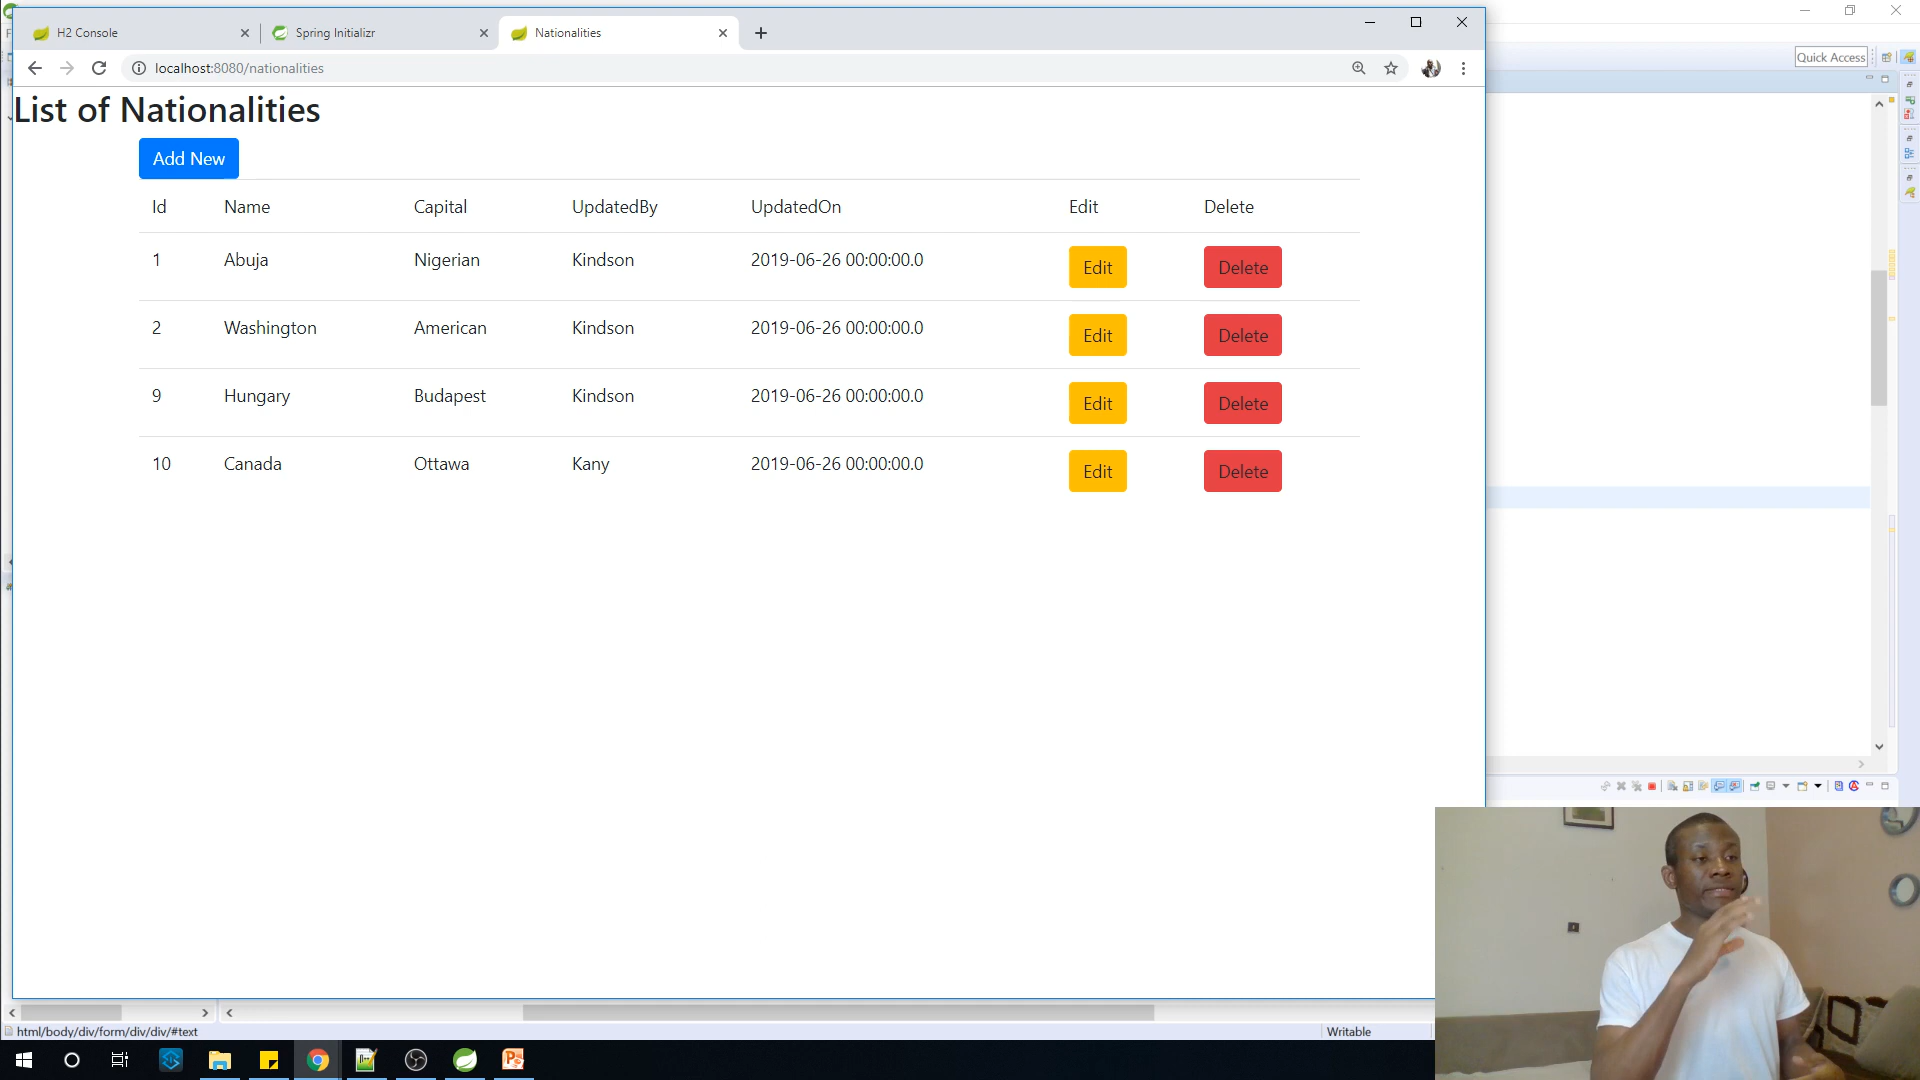 H2 Console
Spring Initializr
Nationalities
localhost:8080/nationalities
Quick Access
List of Nationalities
Add New
Id Name Capital UpdatedBy UpdatedOn Edit Delete
1 Abuja Nigerian Kindson 2019-06-26 00:00:00.0 Edit Delete
2 Washington American Kindson 2019-06-26 00:00:00.0 Edit Delete
9 Hungary Budapest Kindson 2019-06-26 00:00:00.0 Edit Delete
10 Canada Ottawa Kany 2019-06-26 00:00:00.0 Edit Delete
html/body/div/form/div/div/#text
Writable